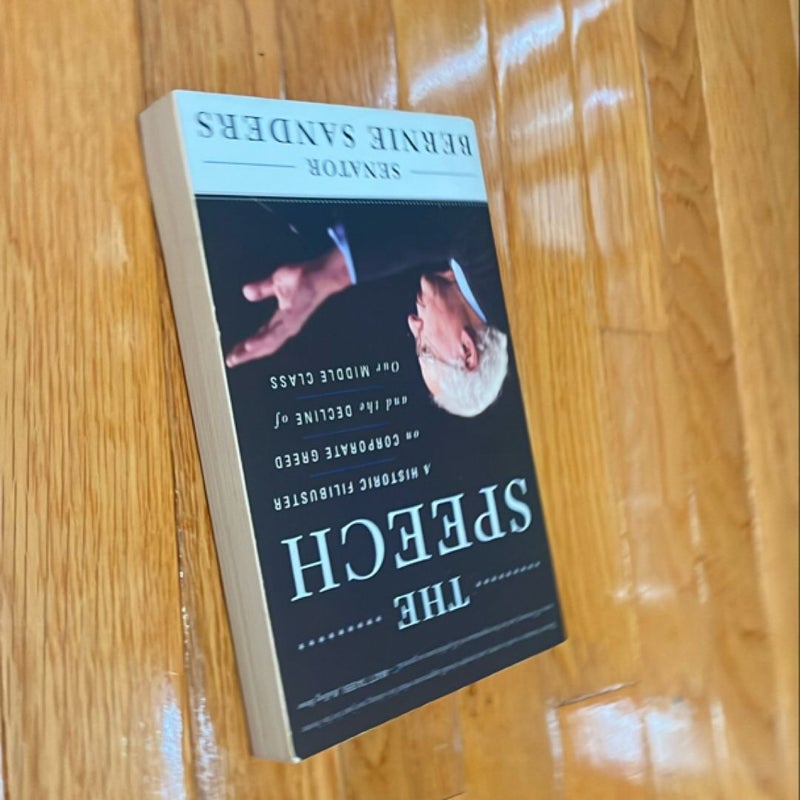 THE
SPEECH
A HISTORIC FILIBUSTER
on CORPORATE GREED
and the DECLINE of
Our MIDDLE CLASS
SENATOR
BERNIE SANDERS